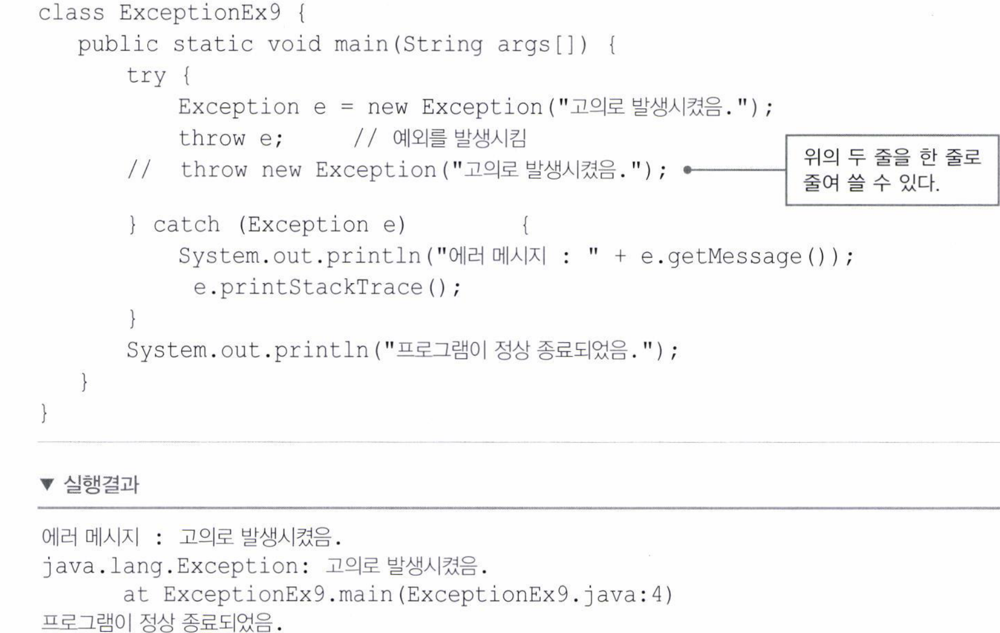 class ExceptionEx9 {
public static void main(String args[]) {
try {
Exception e = new Exception("고의로 발생시켰음.");
throw e; // 예외를 발생시킴
// throw new Exception("고의로 발생시켰음.");
위의 두 줄을 한 줄로
줄여 쓸 수 있다.
} catch (Exception e) {
System.out.println("에러 메시지 : " + e.getMessage());
e.printStackTrace();
}
System.out.println("프로그램이 정상 종료되었음.");
}
}
▼ 실행결과
에러 메시지 : 고의로 발생시켰음.
java.lang.Exception: 고의로 발생시켰음.
at ExceptionEx9.main(ExceptionEx9.java:4)
프로그램이 정상 종료되었음.